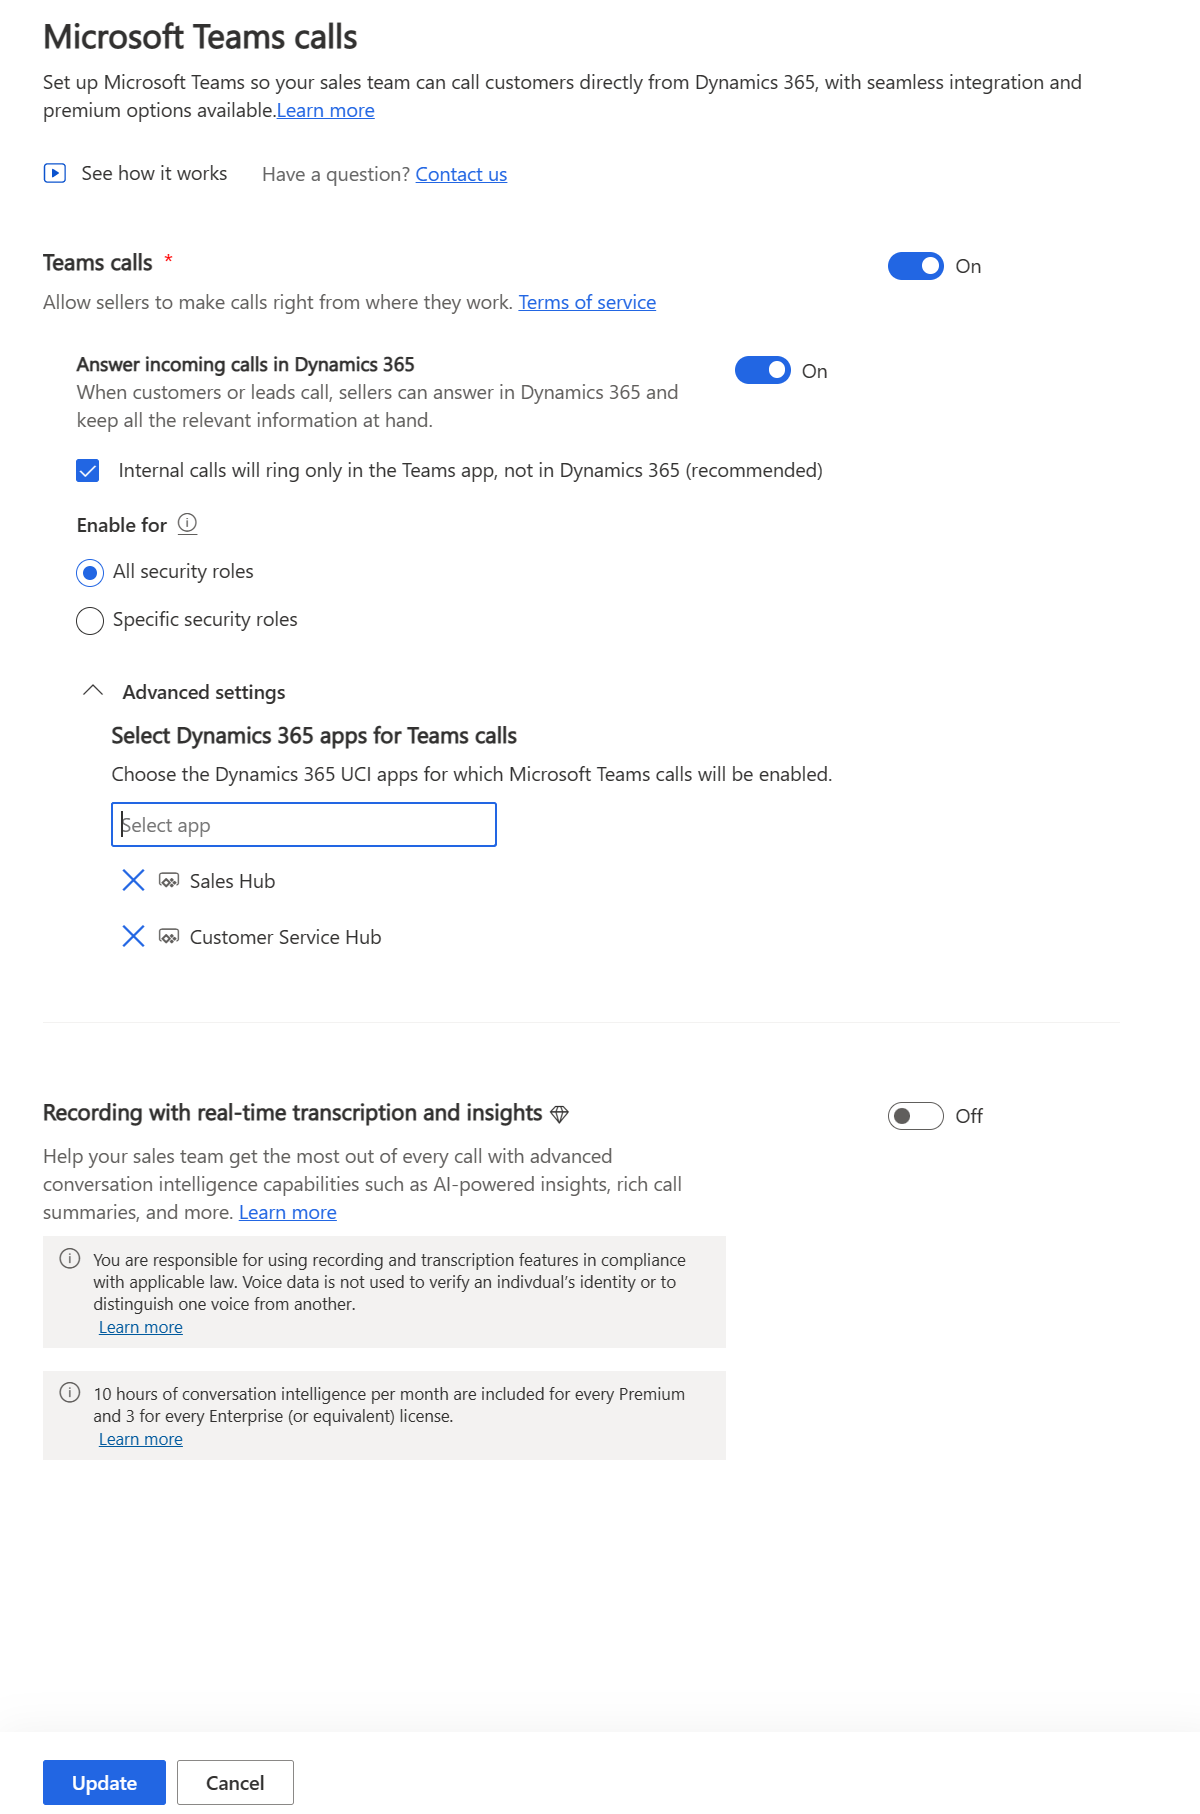 Microsoft Teams calls
Set up Microsoft Teams so your sales team can call customers directly from Dynamics 365, with seamless integration and
premium options available.Learn more
See how it works Have a question? Contact us
Teams calls * On
Allow sellers to make calls right from where they work. Terms of service
Answer incoming calls in Dynamics 365 On
When customers or leads call, sellers can answer in Dynamics 365 and
keep all the relevant information at hand.
Internal calls will ring only in the Teams app, not in Dynamics 365 (recommended)
Enable for
All security roles
Specific security roles
Advanced settings
Select Dynamics 365 apps for Teams calls
Choose the Dynamics 365 UCI apps for which Microsoft Teams calls will be enabled.
Select app
Sales Hub
Customer Service Hub
Recording with real-time transcription and insights Off
Help your sales team get the most out of every call with advanced
conversation intelligence capabilities such as AI-powered insights, rich call
summaries, and more. Learn more
You are responsible for using recording and transcription features in compliance
with applicable law. Voice data is not used to verify an indivdual’s identity or to
distinguish one voice from another.
Learn more
10 hours of conversation intelligence per month are included for every Premium
and 3 for every Enterprise (or equivalent) license.
Learn more
Update Cancel